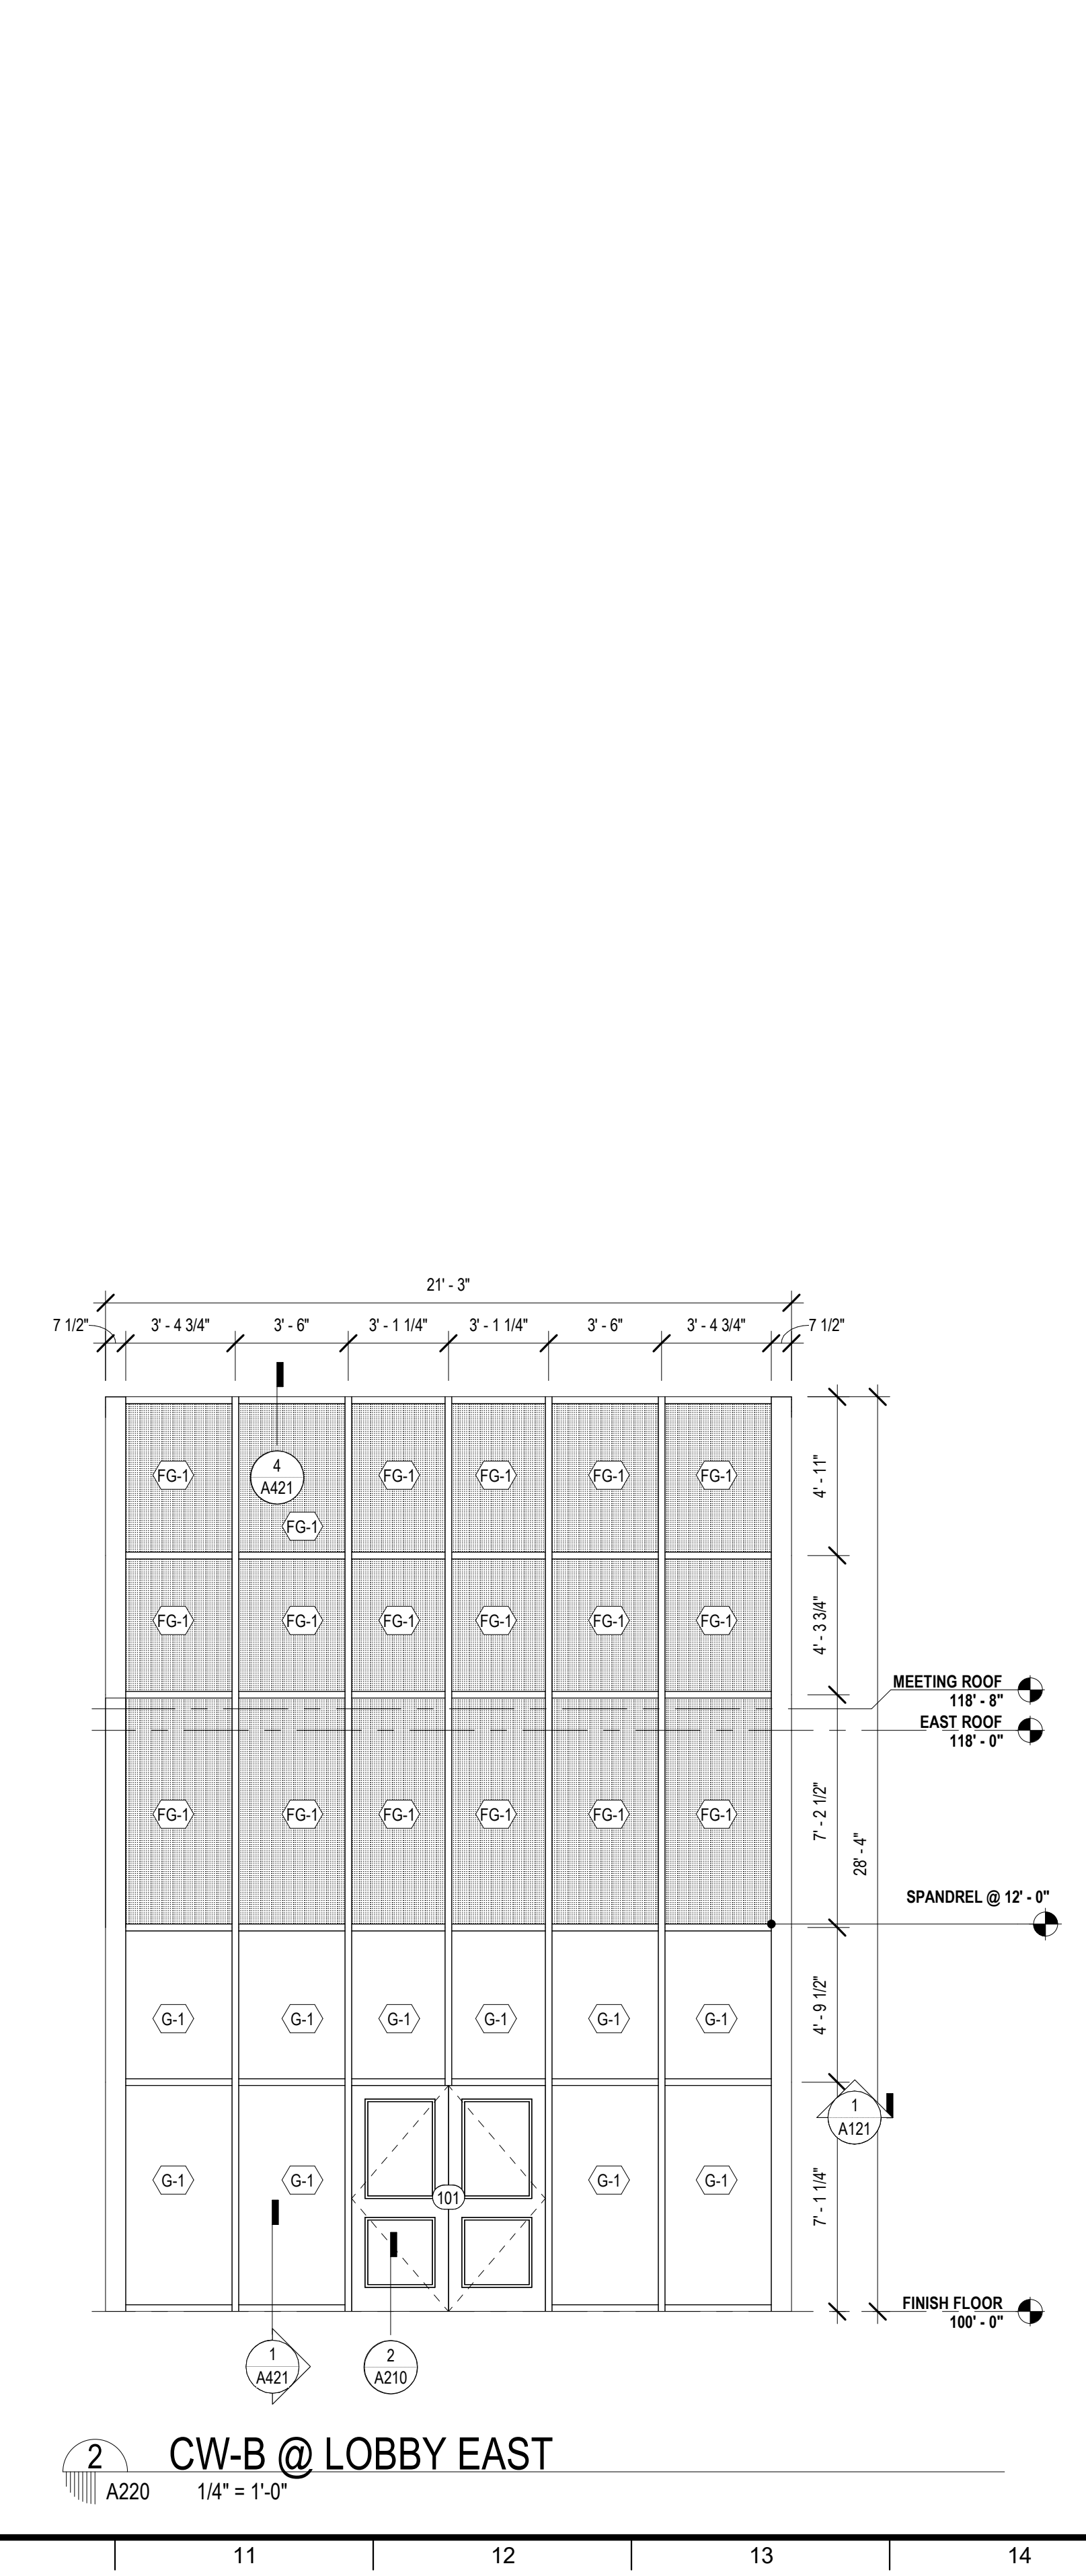 21' - 3"
7 1/2" 3' - 4 3/4" 3' - 6" 3' - 1 1/4" 3' - 1 1/4" 3' - 6" 3' - 4 3/4" 7 1/2"
4
A421
FG-1 FG-1 FG-1 FG-1 FG-1
FG-1
4' - 11"
FG-1 FG-1 FG-1 FG-1 FG-1 FG-1
4' - 3 3/4"
MEETING ROOF
118' - 8"
EAST ROOF
118' - 0"
FG-1 FG-1 FG-1 FG-1 FG-1 FG-1
7' - 2 1/2"
28' - 4"
SPANDREL @ 12' - 0"
G-1 G-1 G-1 G-1 G-1 G-1
4' - 9 1/2"
1
A121
G-1 G-1 G-1 G-1
101
7' - 1 1/4"
FINISH FLOOR
100' - 0"
1
A421
2
A210
2
A220
CW-B @ LOBBY EAST
1/4" = 1'-0"
11 12 13 14